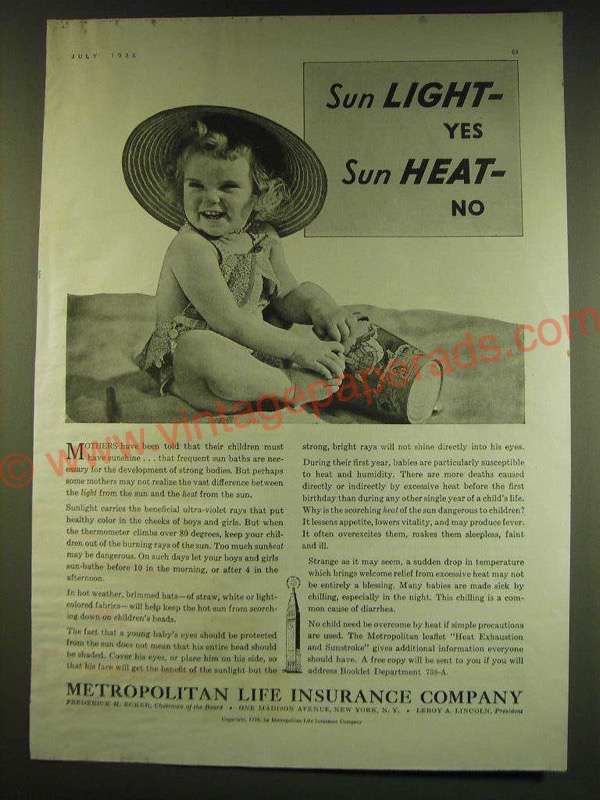 JULY
Sun LIGHT-
YES
Sun HEAT-
NO
MOTHERS have been told that their children must
have sunshine . . . that frequent sun baths are nec-
essary for the development of strong bodies. But perhaps
some mothers may not realize the vast difference between
the light from the sun and the heat from the sun.
Sunlight carries the beneficial ultra-violet rays that put
healthy color in the cheeks of boys and girls. But when
the thermometer climbs over 80 degrees, keep your chil-
dren out of the burning rays of the sun. Too much sunheat
may be dangerous. On such days let your boys and girls
sun-bathe before 10 in the morning, or after 4 in the
afternoon.
In hot weather, brimmed hats—of straw, white or light-
colored fabrics—will help keep the hot sun from scorch-
ing down on children's heads.
The fact that a young baby's eyes should be protected
from the sun does not mean that his entire head should
be shaded. Cover his eyes, or place him on his side, so
that his face will get the benefit of the sunlight but the
strong, bright rays will not shine directly into his eyes.
During their first year, babies are particularly susceptible
to heat and humidity. There are more deaths caused
directly or indirectly by excessive heat before the first
birthday than during any other single year of a child's life.
Why is the scorching heat of the sun dangerous to children?
It lessens appetite, lowers vitality, and may produce fever.
It often overexcites them, makes them sleepless, faint
and ill.
Strange as it may seem, a sudden drop in temperature
which brings welcome relief from excessive heat may not
be entirely a blessing. Many babies are made sick by
chilling, especially in the night. This chilling is a com-
mon cause of diarrhea.
No child need be overcome by heat if simple precautions
are used. The Metropolitan leaflet "Heat Exhaustion
and Sunstroke" gives additional information everyone
should have. A free copy will be sent to you if you will
address Booklet Department
METROPOLITAN LIFE INSURANCE COMPANY
FREDERICK H. ECKER, Chairman of the Board • ONE MADISON AVENUE, NEW YORK, N. Y. • LEROY A. LINCOLN, President
Copyright, by Metropolitan Life Insurance Company
© www.vintagepaperads.com